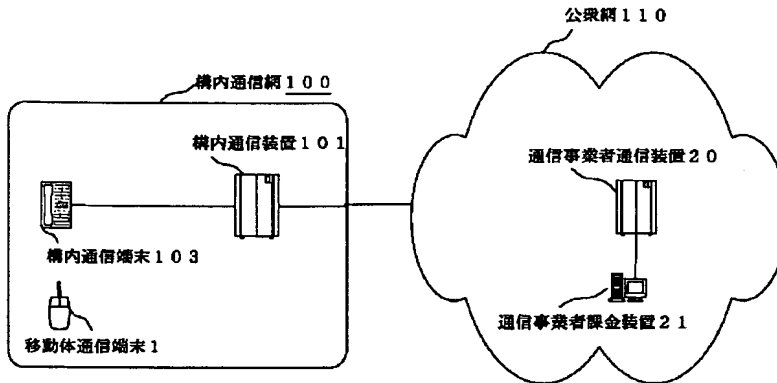 公衆網１１０
構内通信網１００
構内通信装置１０１
通信事業者通信装置２０
構内通信端末１０３
通信事業者課金装置２１
移動体通信端末１